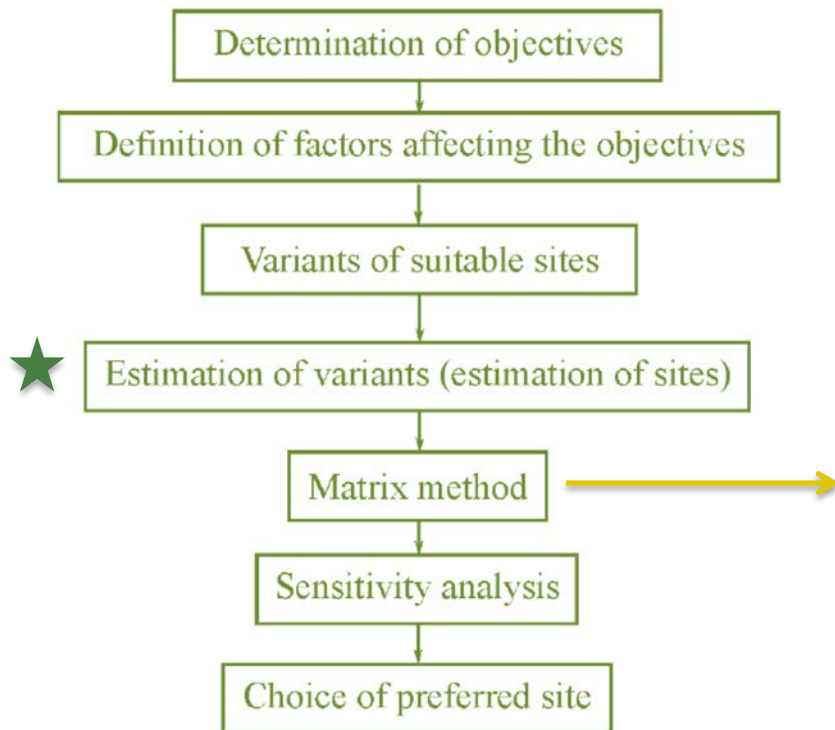 Determination of objectives
Definition of factors affecting the objectives
Variants of suitable sites
Estimation of variants (estimation of sites)
Matrix method
Sensitivity analysis
Choice of preferred site